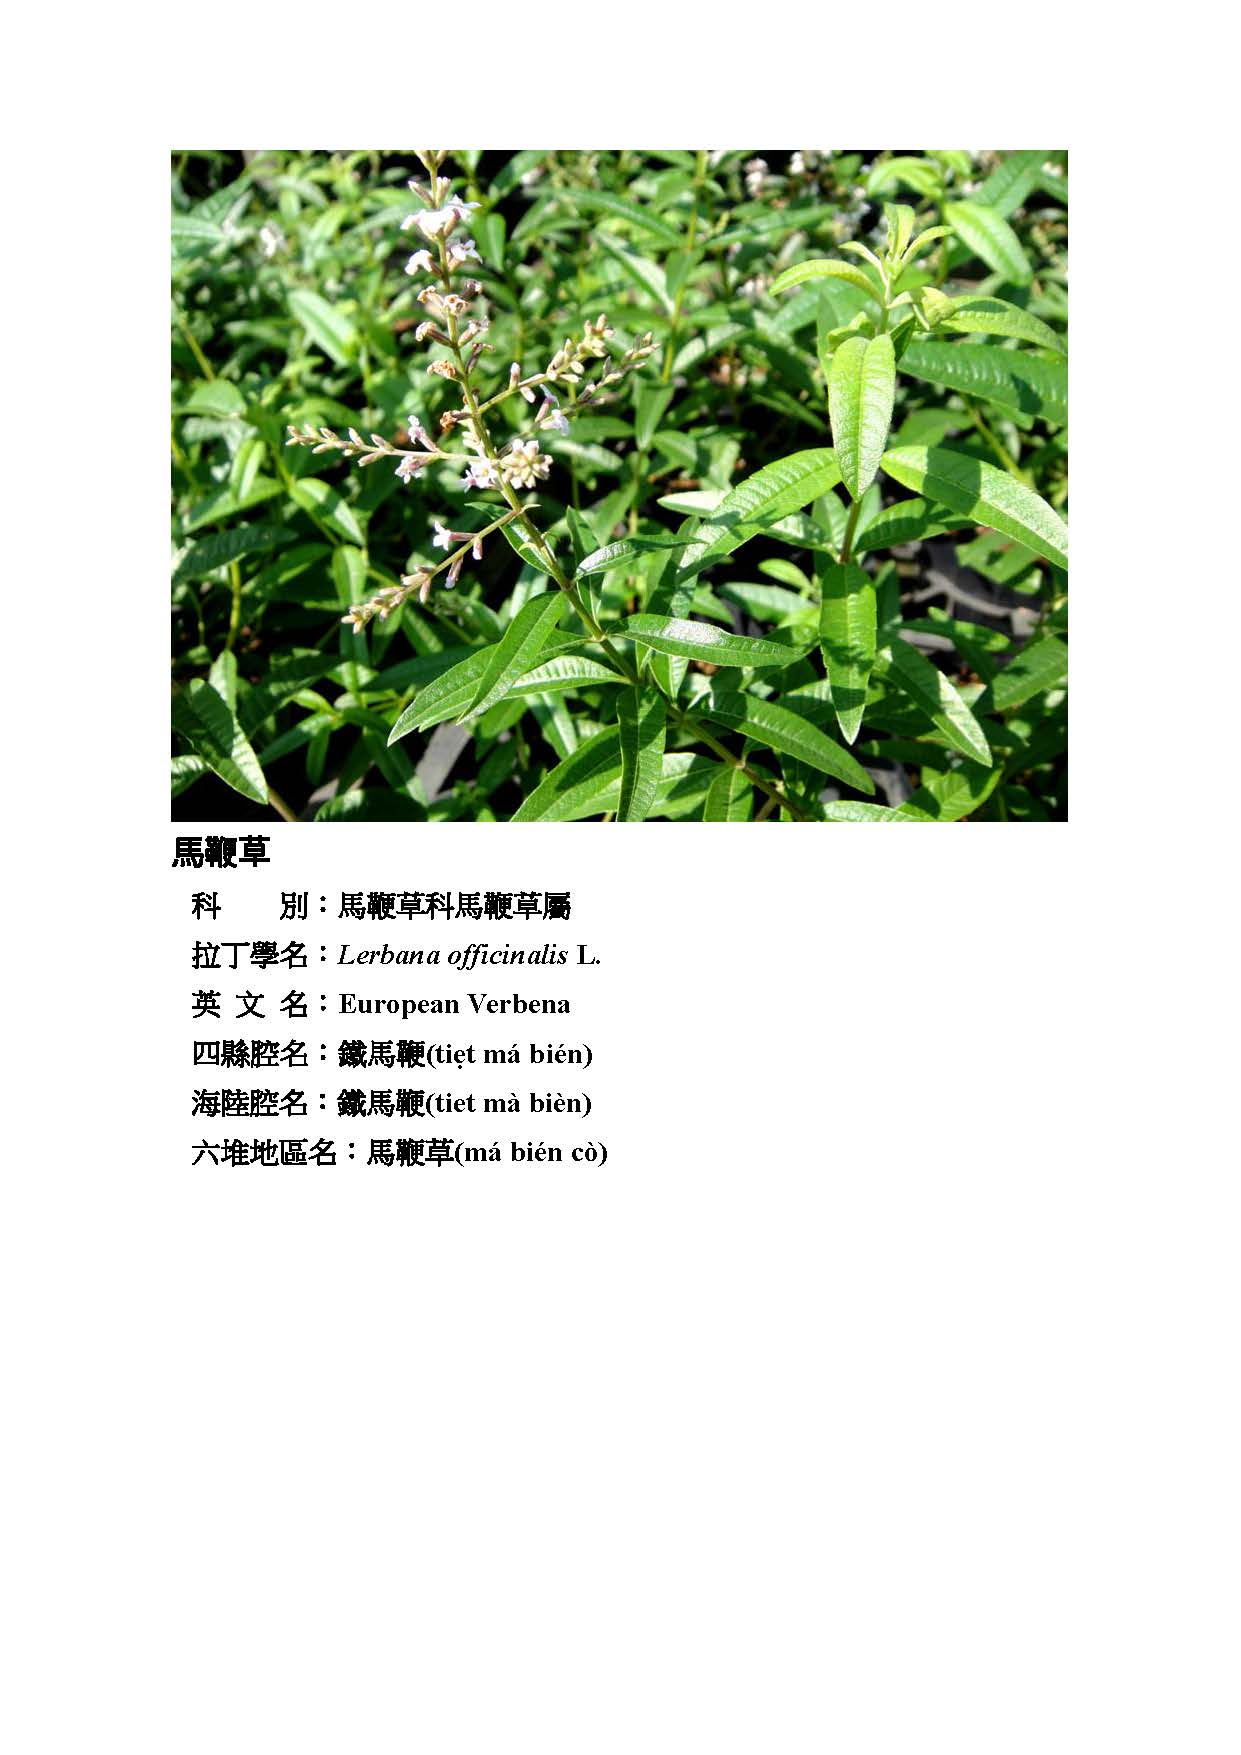 馬鞭草
科　　別：馬鞭草科馬鞭草屬
拉丁學名：Lerbana officinalis L.
英 文 名：European Verbena
四縣腔名：鐵馬鞭(tiẹt má bién)
海陸腔名：鐵馬鞭(tiet mà bièn)
六堆地區名：馬鞭草(má bién cò)